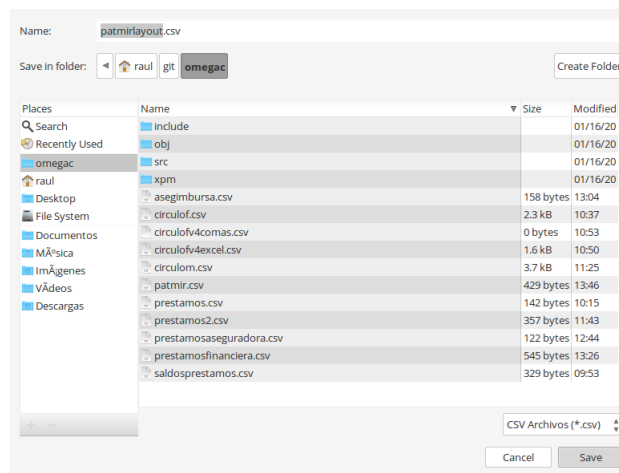 Name: patmirlayout.csv
Save in folder: raul git omegac Create Folder
Places Name Size Modified
Search include 01/16/20
Recently Used obj 01/16/20
omegac src 01/16/20
raul xpm 01/16/20
Desktop asegimbursa.csv 158 bytes 13:04
File System circulof.csv 2.3 kB 10:37
Documentos circulofv4comas.csv 0 bytes 10:53
MÃºsica circulofv4excel.csv 1.6 kB 10:50
ImÃ¡genes circulom.csv 3.7 kB 11:25
VÃ­deos patmir.csv 429 bytes 13:46
Descargas prestamos.csv 142 bytes 10:15
prestamos2.csv 357 bytes 11:43
prestamosaseguradora.csv 122 bytes 12:44
prestamosfinanciera.csv 545 bytes 13:26
saldosprestamos.csv 329 bytes 09:53
CSV Archivos (*.csv)
Cancel Save